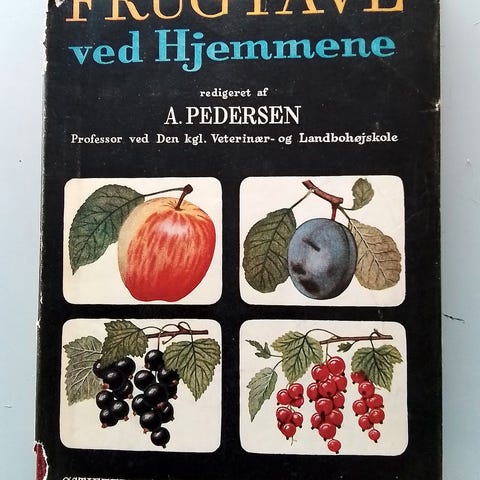 FRUGTAVL
ved Hjemmene
redigeret af
A. PEDERSEN
Professor ved Den kgl. Veterinær- og Landbohøjskole